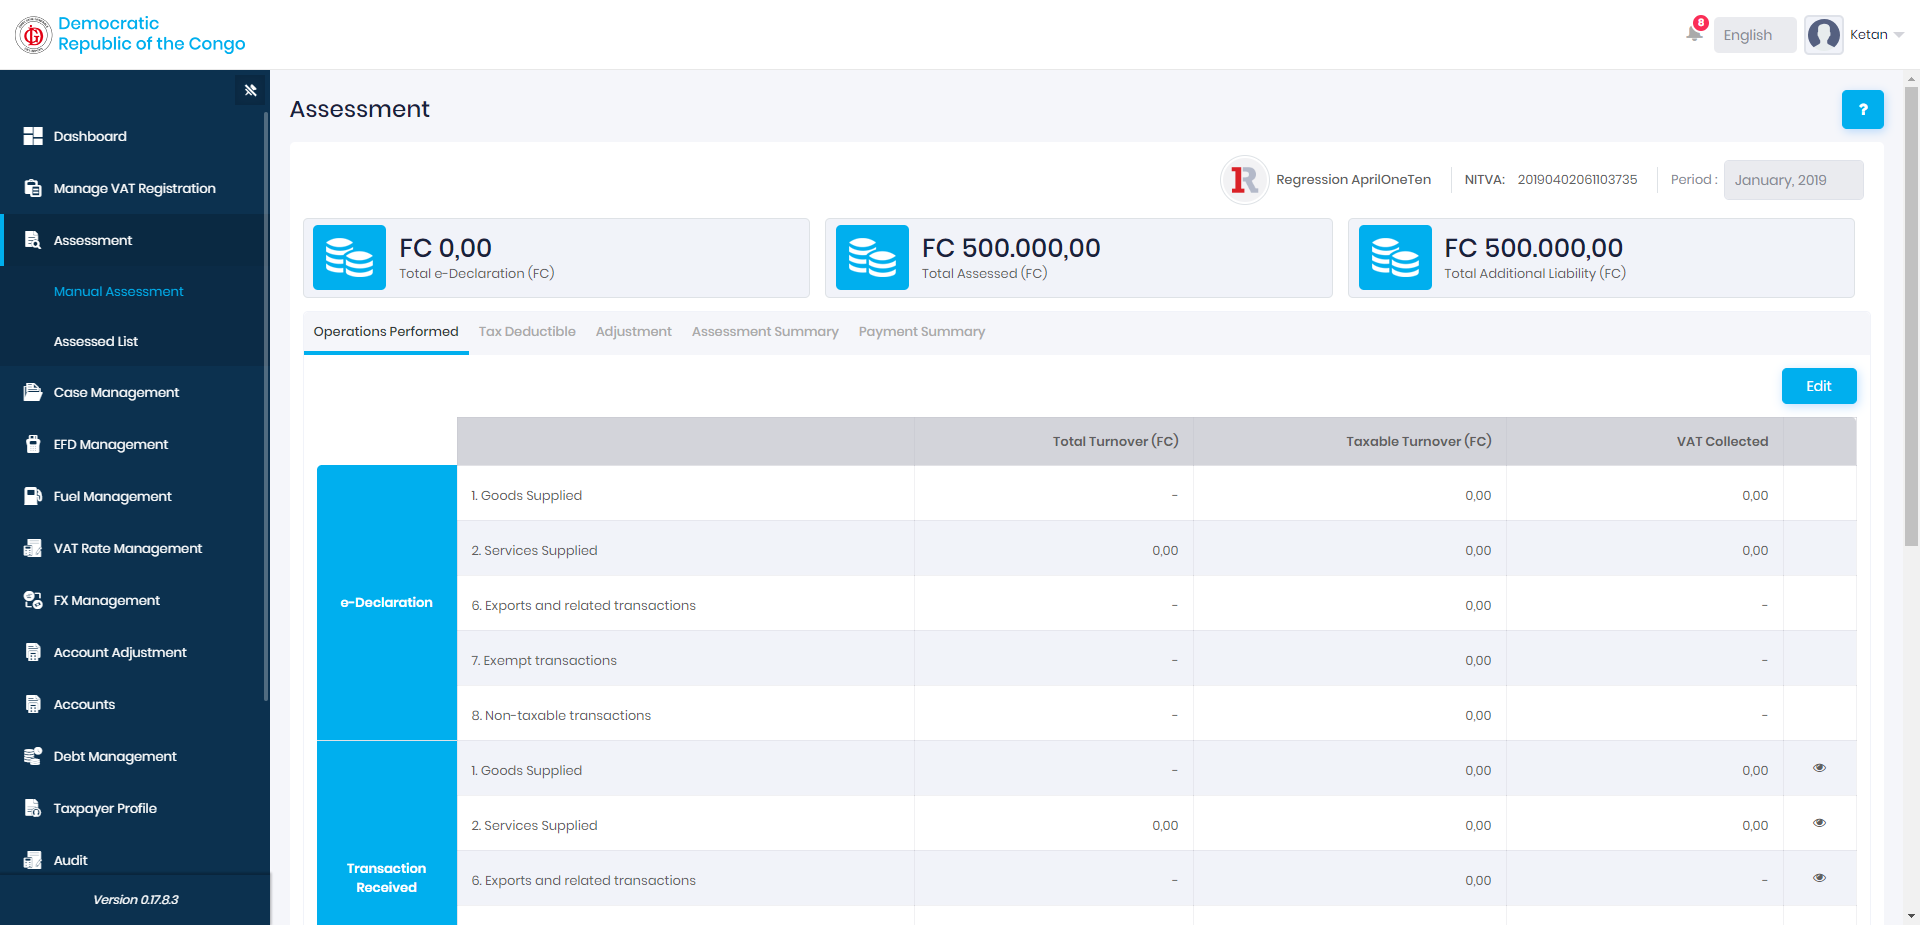 Democratic
Republic of the Congo
8
English
Ketan
Dashboard
Manage VAT Registration
Assessment
Manual Assessment
Assessed List
Case Management
EFD Management
Fuel Management
VAT Rate Management
FX Management
Account Adjustment
Accounts
Debt Management
Taxpayer Profile
Audit
Version 0.17.8.3
Assessment
?
1R
Regression AprilOneTen
NITVA: 20190402061103735
Period : January, 2019
FC 0,00
Total e-Declaration (FC)
FC 500.000,00
Total Assessed (FC)
FC 500.000,00
Total Additional Liability (FC)
Operations Performed Tax Deductible Adjustment Assessment Summary Payment Summary
Edit
Total Turnover (FC) Taxable Turnover (FC) VAT Collected
e-Declaration
1. Goods Supplied - 0,00 0,00
2. Services Supplied 0,00 0,00 0,00
6. Exports and related transactions - 0,00 -
7. Exempt transactions - 0,00 -
8. Non-taxable transactions - 0,00 -
Transaction
Received
1. Goods Supplied - 0,00 0,00
2. Services Supplied 0,00 0,00 0,00
6. Exports and related transactions - 0,00 -